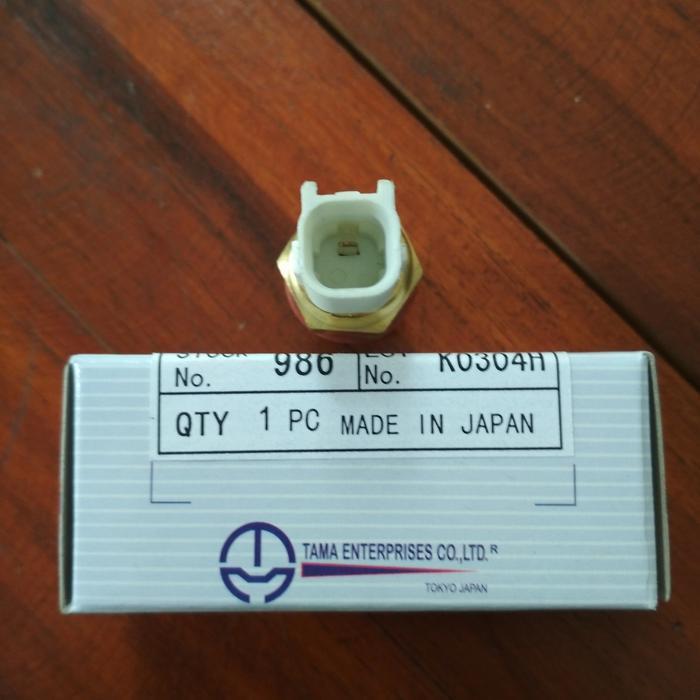 No. 986 No. K0304H
QTY 1 PC MADE IN JAPAN
TAMA ENTERPRISES CO.,LTD. R
TOKYO JAPAN